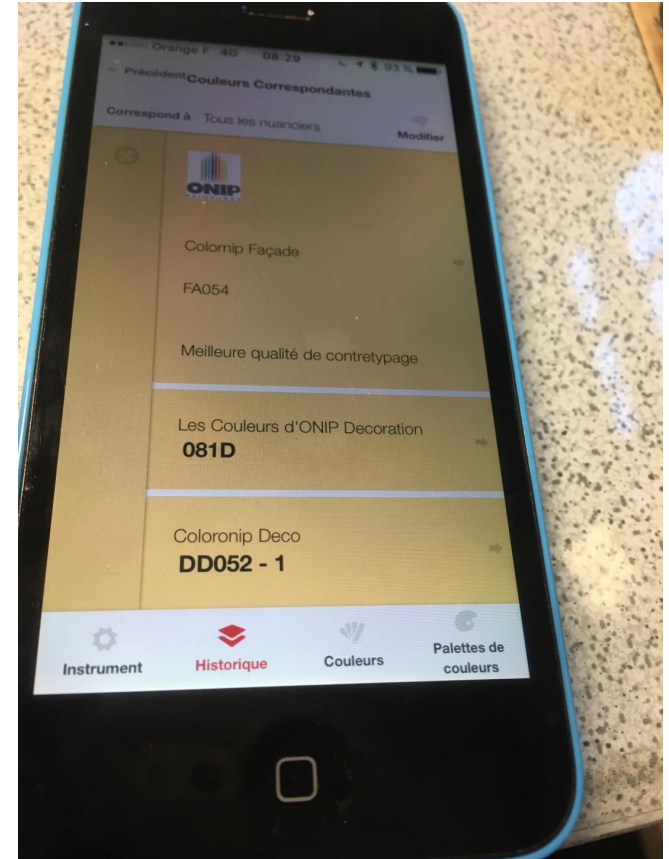 Orange F 4G 08:29 93 %
Précédent Couleurs Correspondantes
Correspond à Tous les nuanciers Modifier
ONIP
Colornip Façade
FA054
Meilleure qualité de contretypage
Les Couleurs d'ONIP Decoration
081D
Coloronip Deco
DD052 - 1
Instrument Historique Couleurs Palettes de
couleurs